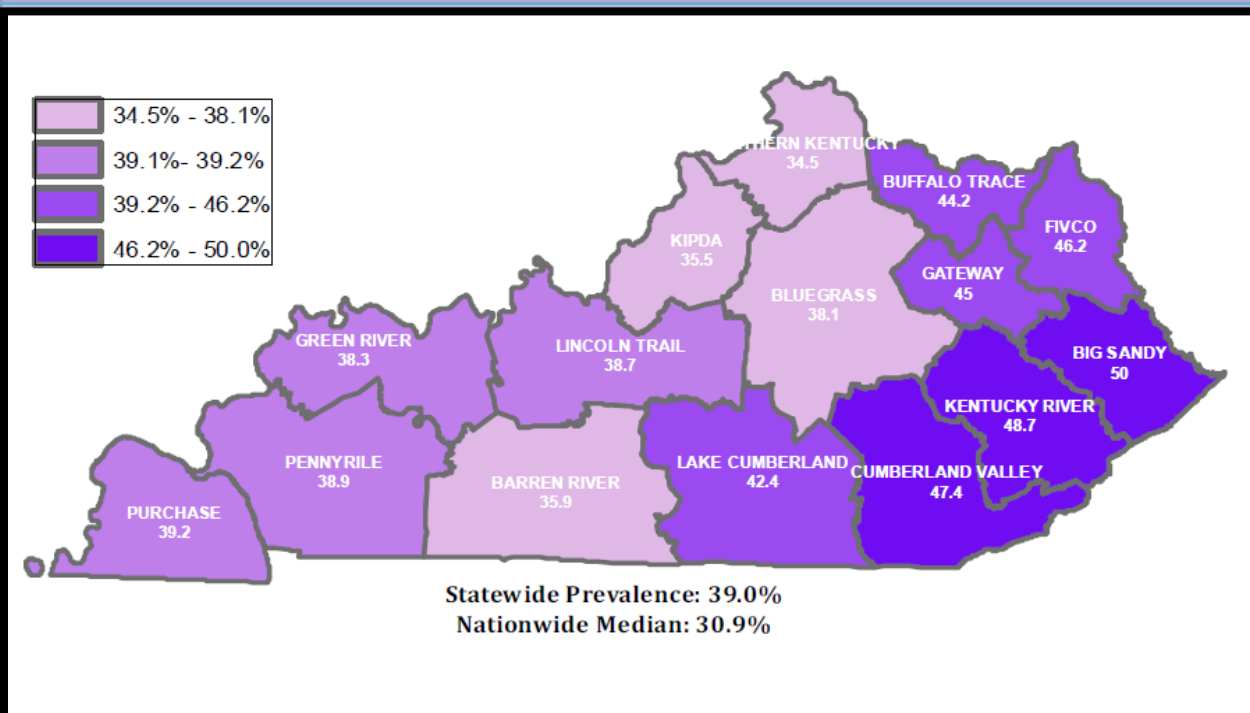 34.5% - 38.1%
39.1%- 39.2%
39.2% - 46.2%
46.2% - 50.0%
THERN KENTUCKY
34.5
BUFFALO TRACE
44.2
FIVCO
46.2
KIPDA
35.5
GATEWAY
45
BLUEGRASS
38.1
GREEN RIVER
38.3
LINCOLN TRAIL
38.7
BIG SANDY
50
KENTUCKY RIVER
48.7
PENNYRILE
38.9
LAKE CUMBERLAND
42.4
CUMBERLAND VALLEY
47.4
BARREN RIVER
35.9
PURCHASE
39.2
Statewide Prevalence: 39.0%
Nationwide Median: 30.9%